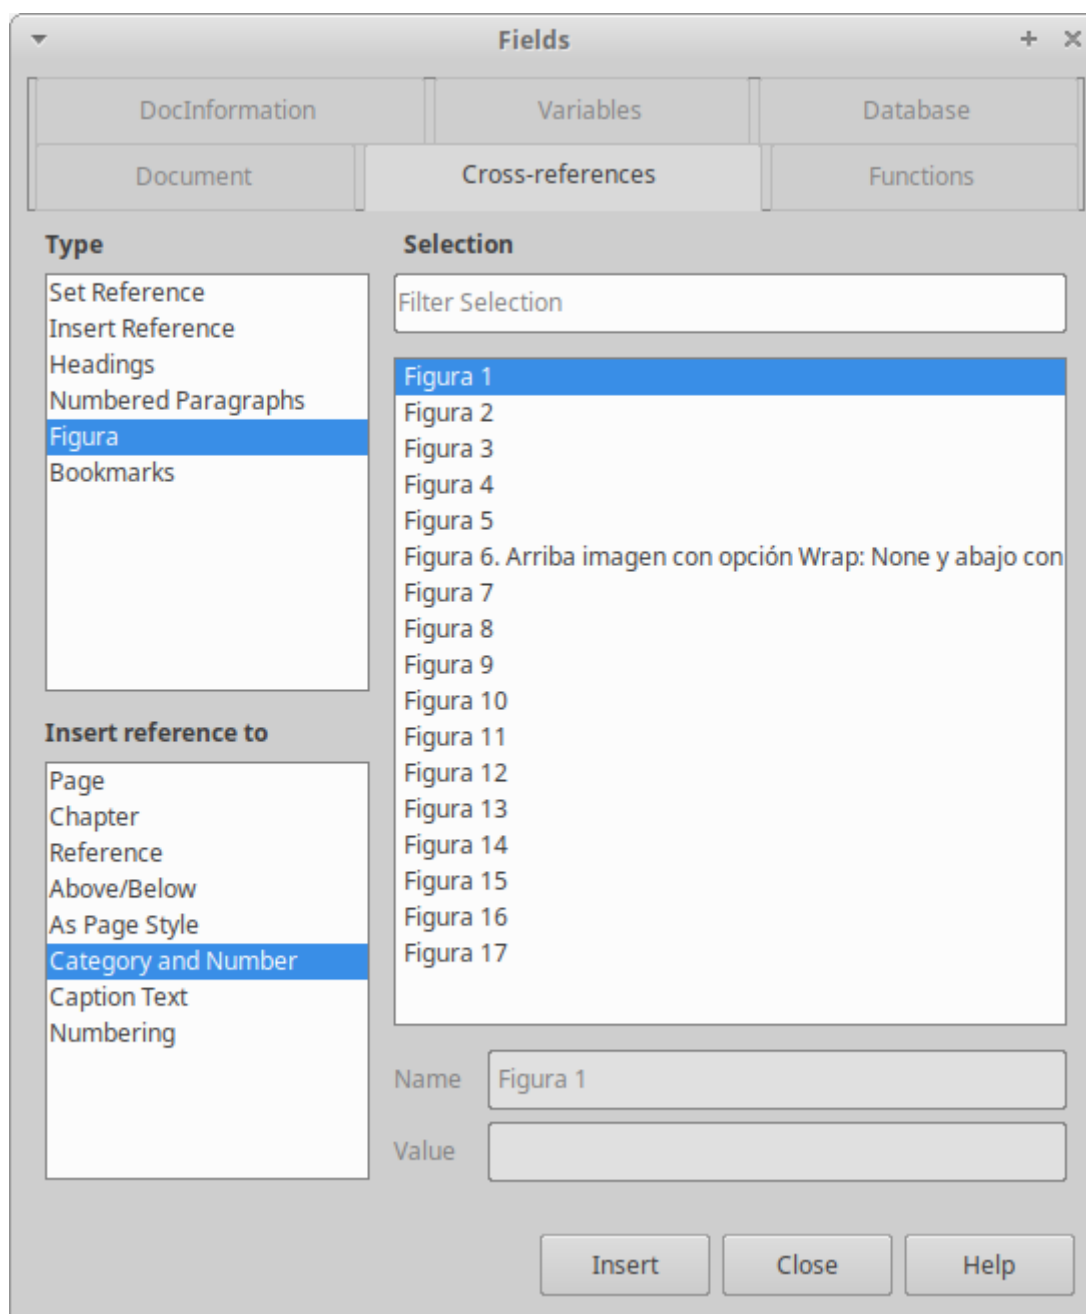 Fields
DocInformation
Variables
Database
Document
Cross-references
Functions
Type
Set Reference
Insert Reference
Headings
Numbered Paragraphs
Figura
Bookmarks
Insert reference to
Page
Chapter
Reference
Above/Below
As Page Style
Category and Number
Caption Text
Numbering
Selection
Filter Selection
Figura 1
Figura 2
Figura 3
Figura 4
Figura 5
Figura 6. Arriba imagen con opción Wrap: None y abajo con
Figura 7
Figura 8
Figura 9
Figura 10
Figura 11
Figura 12
Figura 13
Figura 14
Figura 15
Figura 16
Figura 17
Name
Figura 1
Value
Insert
Close
Help